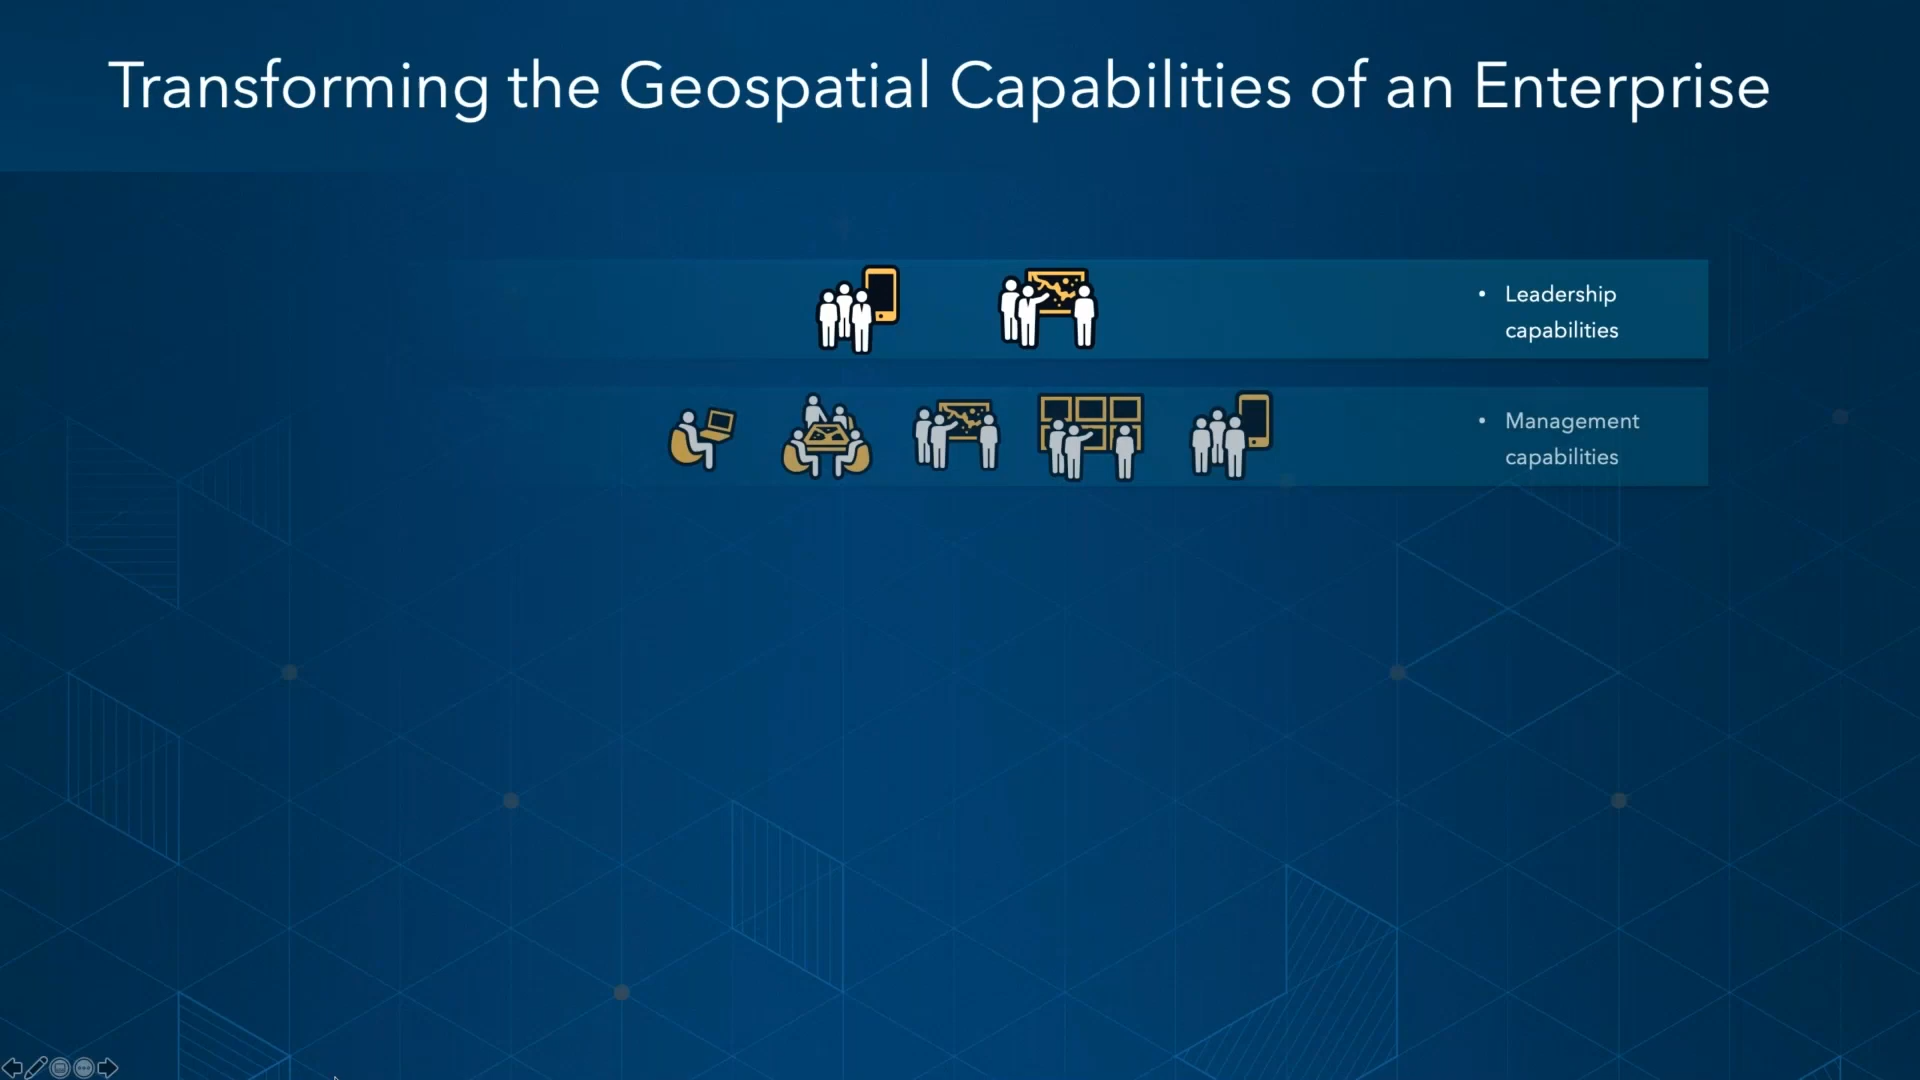 Transforming the Geospatial Capabilities of an Enterprise
• Leadership
capabilities
• Management
capabilities